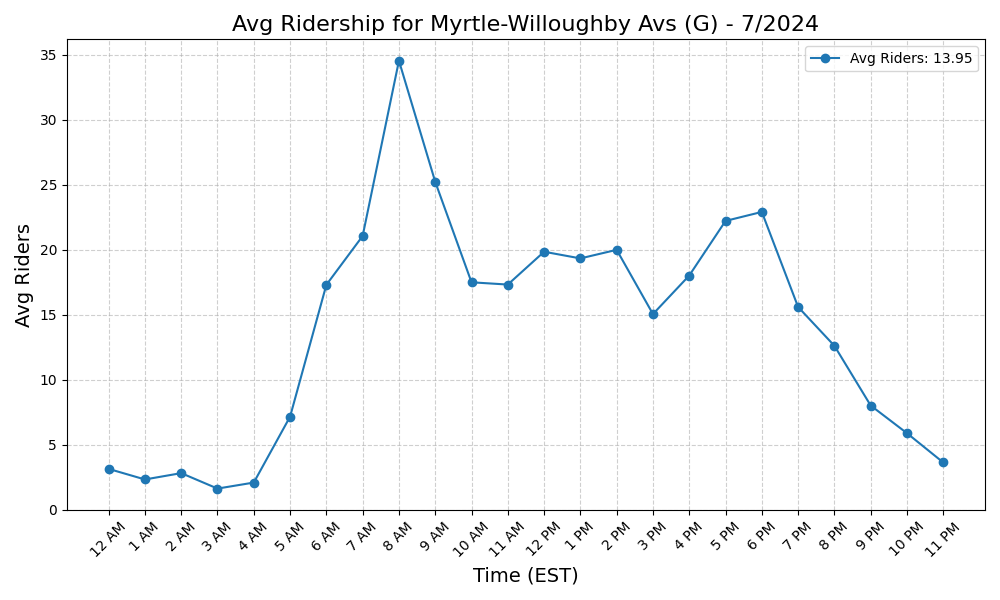 Avg Ridership for Myrtle-Willoughby Avs (G) - 7/2024
Avg Riders: 13.95
Avg Riders
35
30
25
20
15
10
5
0
12 AM
1 AM
2 AM
3 AM
4 AM
5 AM
6 AM
7 AM
8 AM
9 AM
10 AM
11 AM
12 PM
1 PM
2 PM
3 PM
4 PM
5 PM
6 PM
7 PM
8 PM
9 PM
10 PM
11 PM
Time (EST)